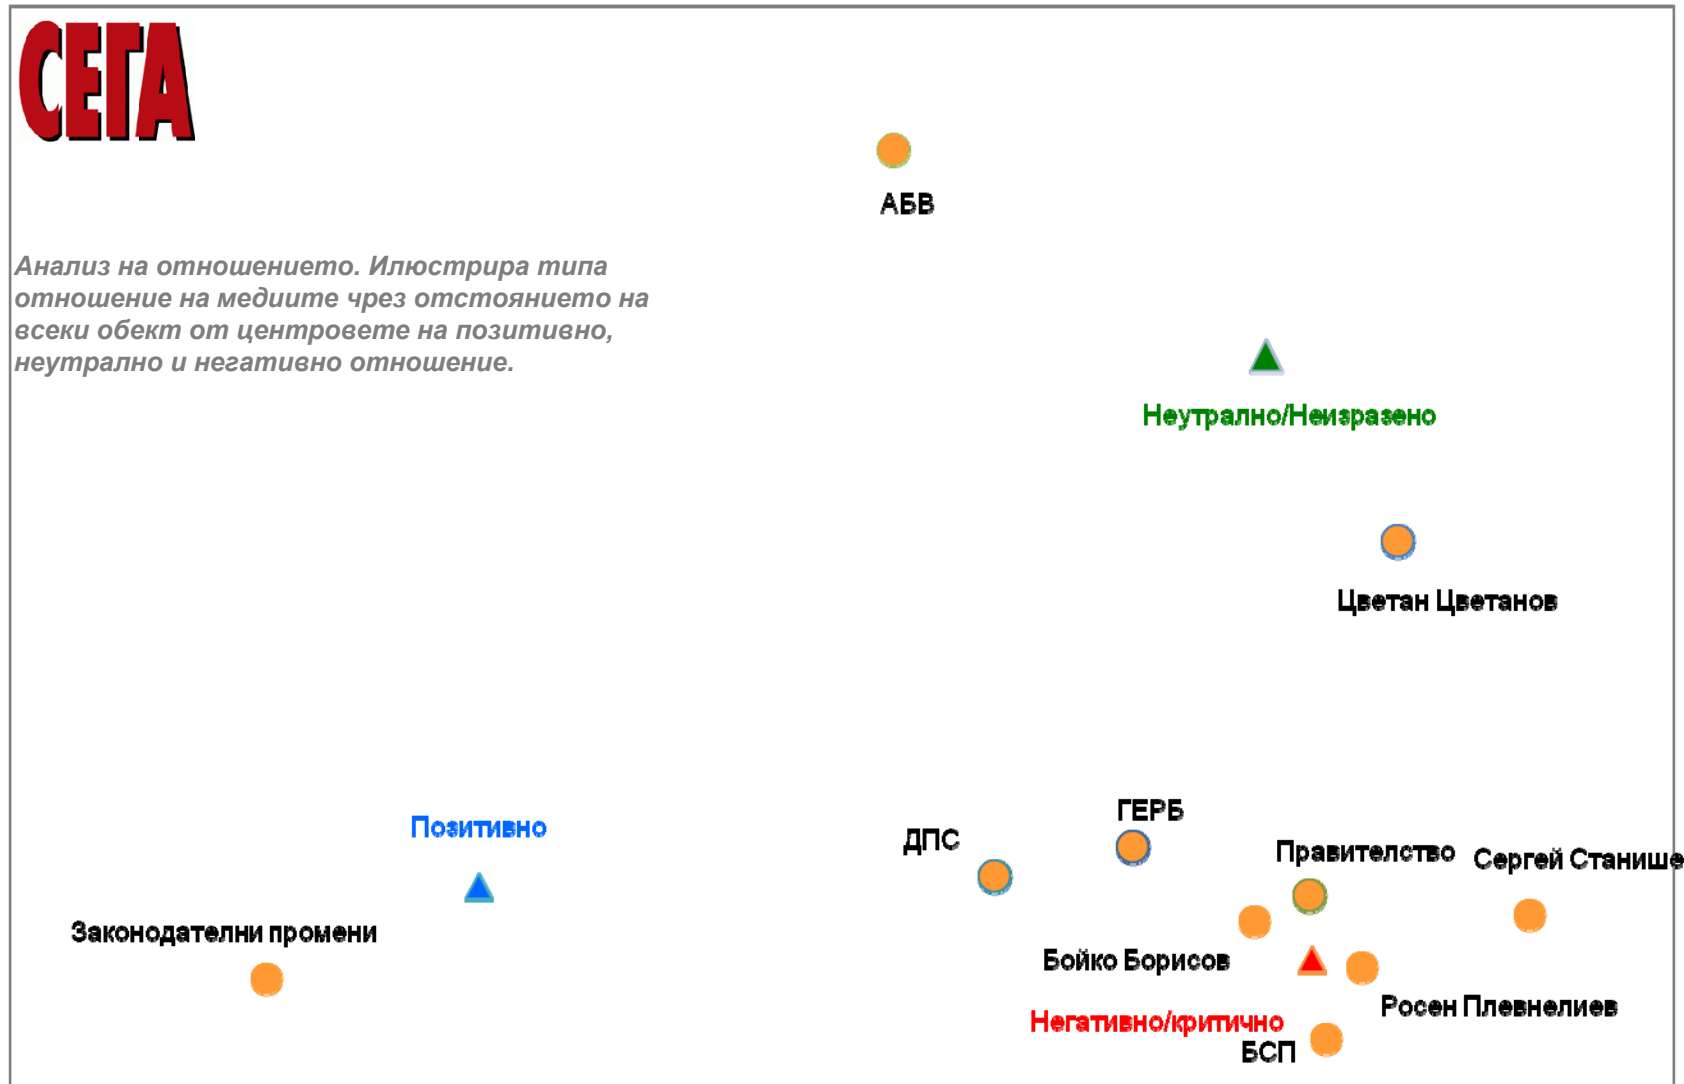 СЕГА
АБВ
Анализ на отношението. Илюстрира типа
отношение на медиите чрез отстоянието на
всеки обект от центровете на позитивно,
неутрално и негативно отношение.
Неутрално/Неизразено
Цветан Цветанов
Позитивно
ГЕРБ
ДПС
Правителство
Сергей Станише
Законодателни промени
Бойко Борисов
Росен Плевнелиев
Негативно/критично
БСП